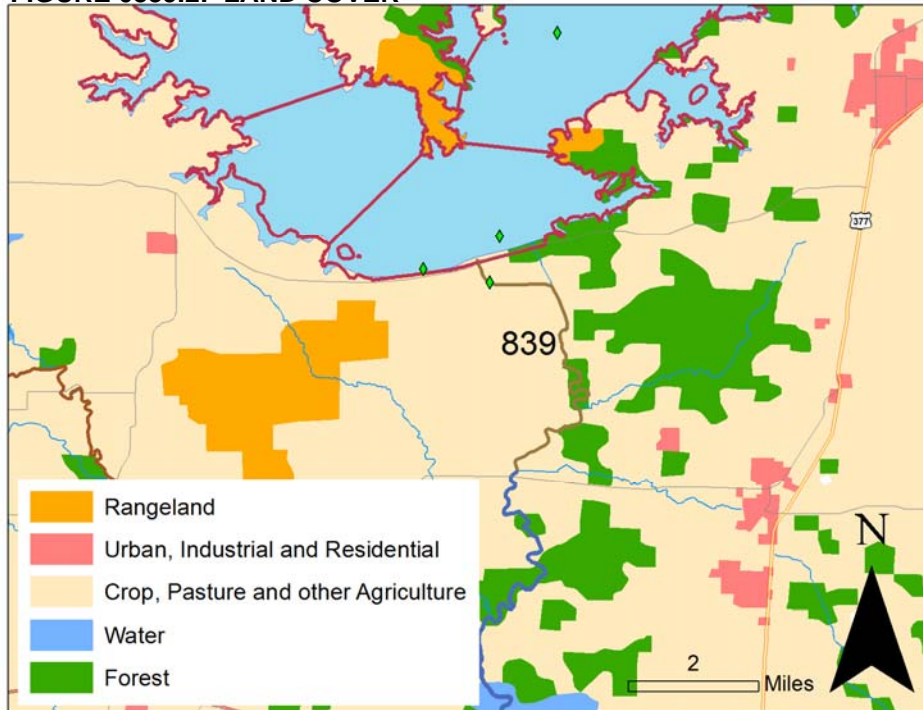 377
839
Rangeland
Urban, Industrial and Residential
Crop, Pasture and other Agriculture
Water
Forest
N
2
Miles